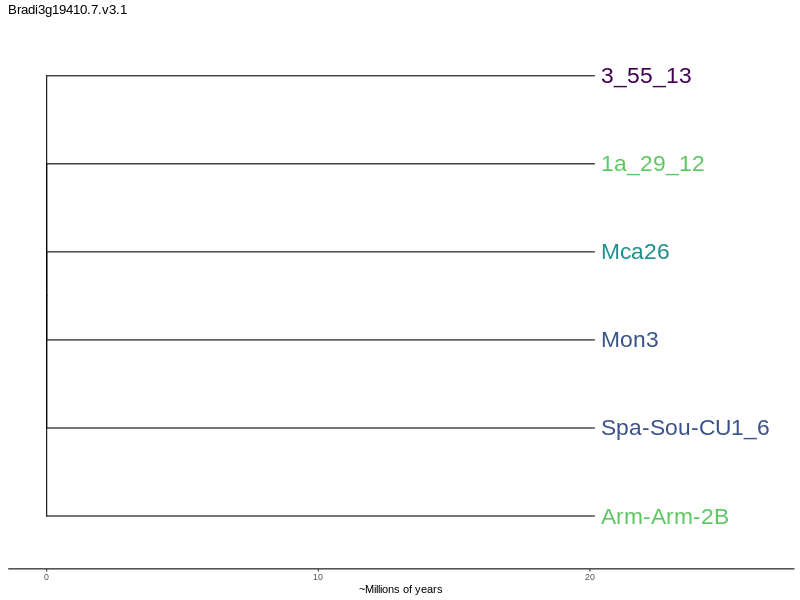 Bradi3g19410.7.v3.1
3_55_13
1a_29_12
Mca26
Mon3
Spa-Sou-CU1_6
Arm-Arm-2B
0 10 20
~Millions of years